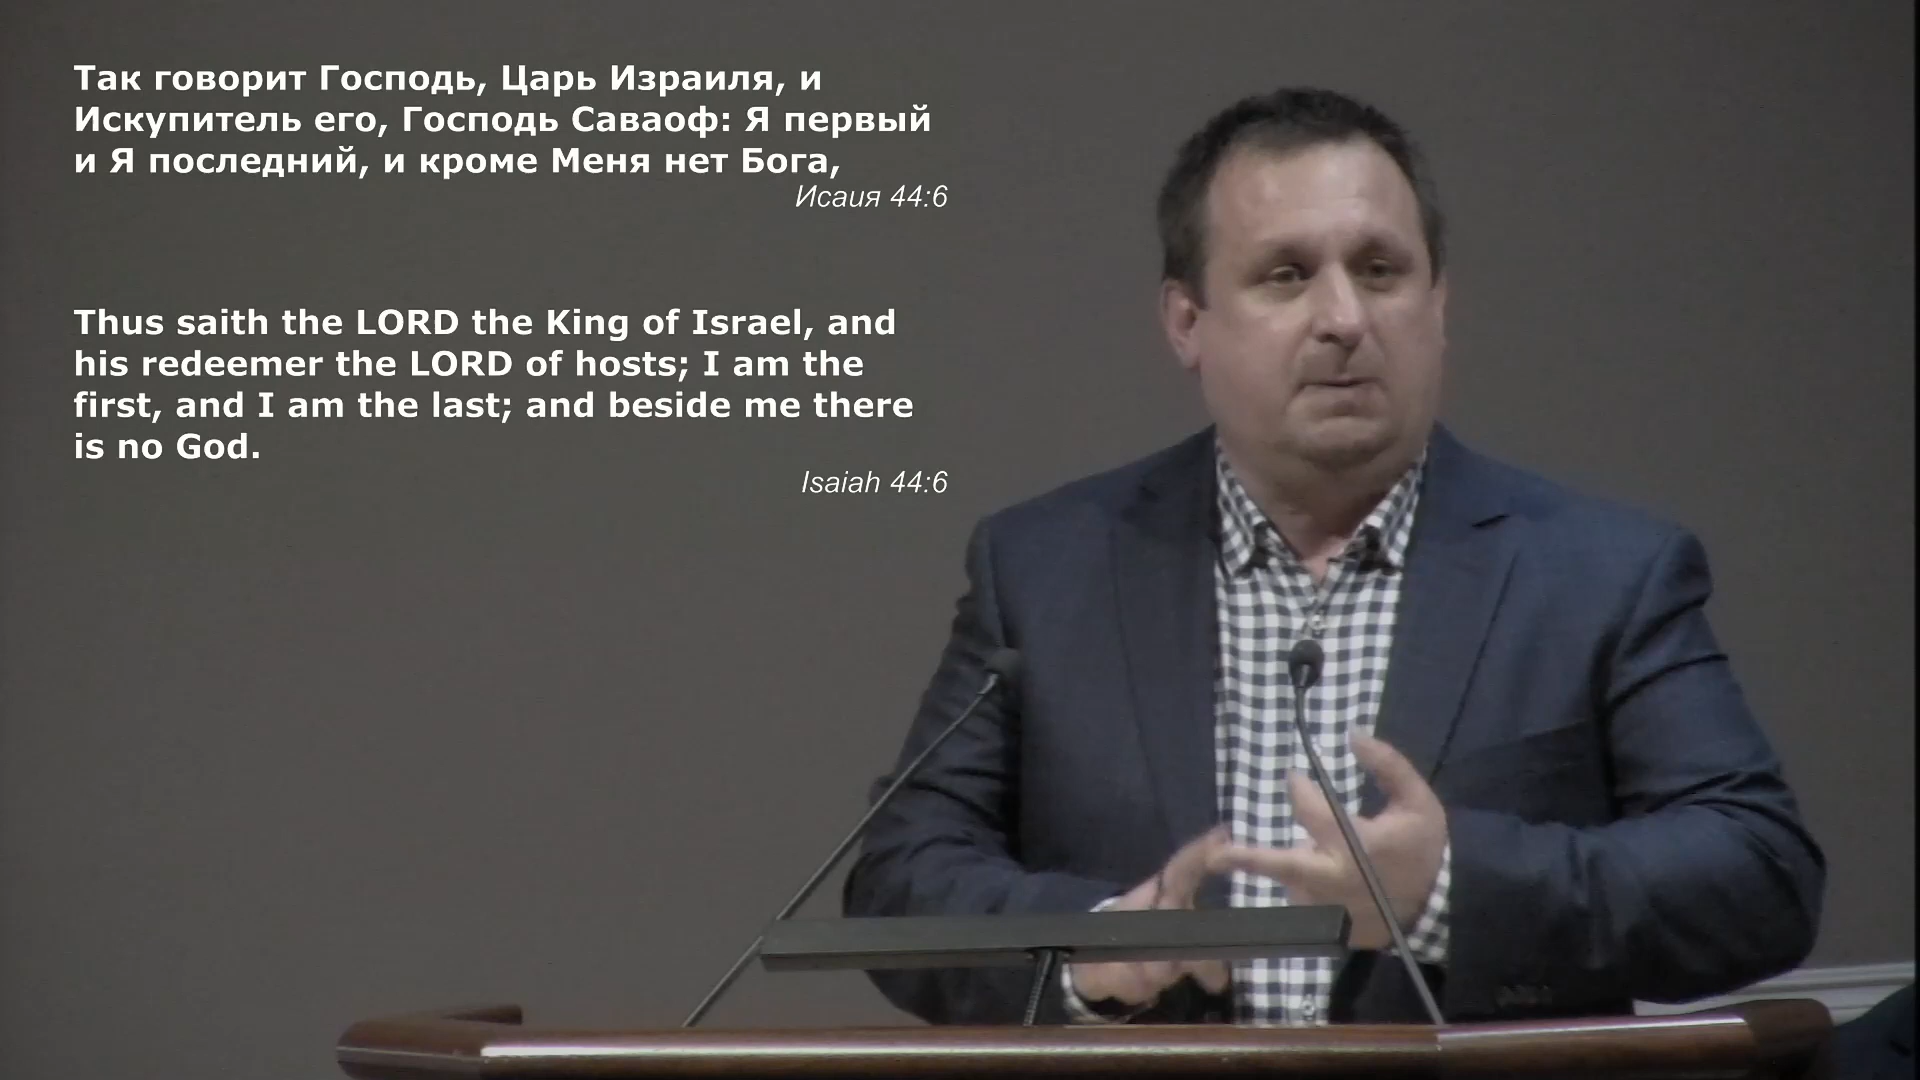 Так говорит Господь, Царь Израиля, и
Искупитель его, Господь Саваоф: Я первый
и Я последний, и кроме Меня нет Бога,
Исаия 44:6
Thus saith the LORD the King of Israel, and
his redeemer the LORD of hosts; I am the
first, and I am the last; and beside me there
is no God.
Isaiah 44:6